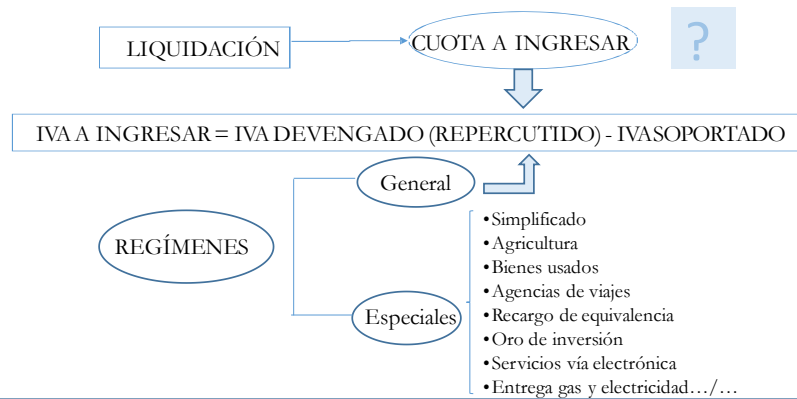 LIQUIDACIÓN
CUOTA A INGRESAR
?
IVA A INGRESAR = IVA DEVENGADO (REPERCUTIDO) - IVASOPORTADO
General
REGÍMENES
Especiales
•Simplificado
•Agricultura
•Bienes usados
•Agencias de viajes
•Recargo de equivalencia
•Oro de inversión
•Servicios vía electrónica
•Entrega gas y electricidad…/…